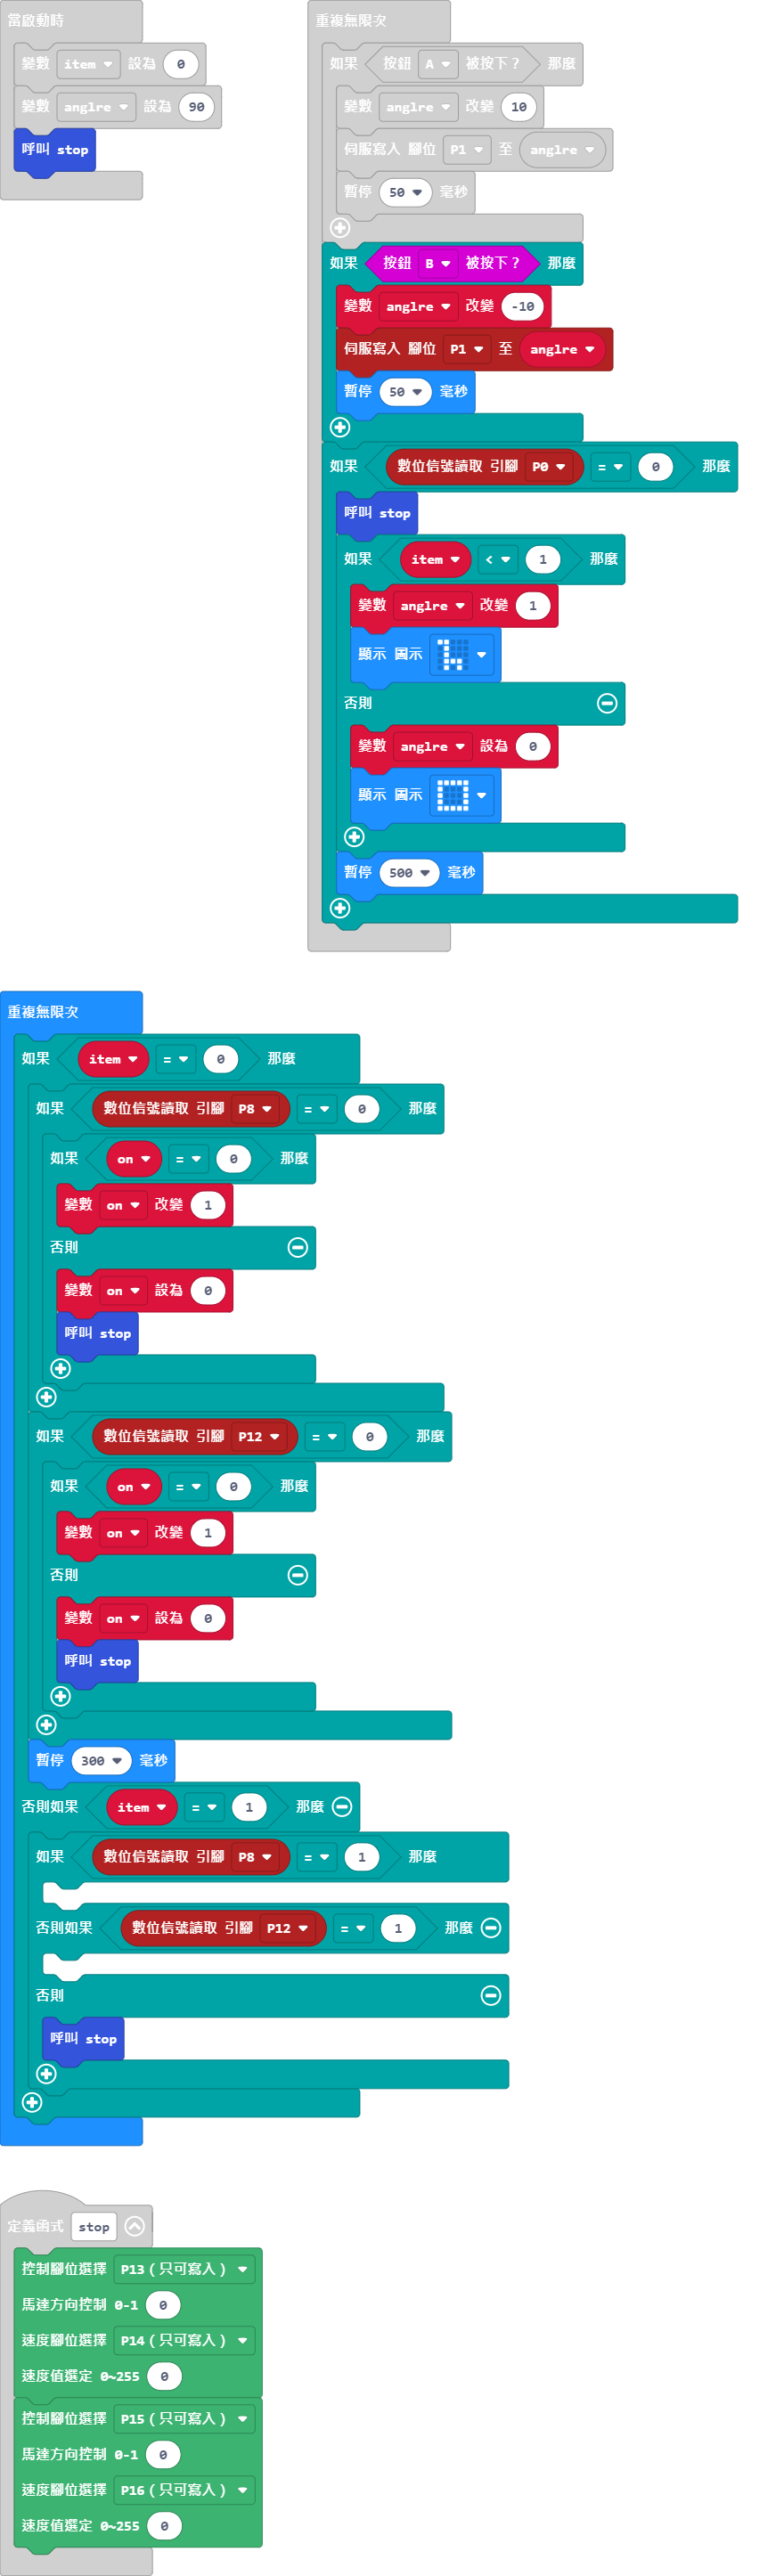 當啟動時
變數 item 設為 0
變數 anglre 設為 90
呼叫 stop
重複無限次
如果 按鈕 A 被按下？ 那麼
變數 anglre 改變 10
伺服寫入 腳位 P1 至 anglre
暫停 50 毫秒
如果 按鈕 B 被按下？ 那麼
變數 anglre 改變 -10
伺服寫入 腳位 P1 至 anglre
暫停 50 毫秒
如果 數位信號讀取 引腳 P0 = 0 那麼
呼叫 stop
如果 item < 1 那麼
變數 anglre 改變 1
顯示 圖示
否則
變數 anglre 設為 0
顯示 圖示
暫停 500 毫秒
重複無限次
如果 item = 0 那麼
如果 數位信號讀取 引腳 P8 = 0 那麼
如果 on = 0 那麼
變數 on 改變 1
否則
變數 on 設為 0
呼叫 stop
如果 數位信號讀取 引腳 P12 = 0 那麼
如果 on = 0 那麼
變數 on 改變 1
否則
變數 on 設為 0
呼叫 stop
暫停 300 毫秒
否則如果 item = 1 那麼
如果 數位信號讀取 引腳 P8 = 1 那麼
否則如果 數位信號讀取 引腳 P12 = 1 那麼
否則
呼叫 stop
定義函式 stop
控制腳位選擇 P13（只可寫入）
馬達方向控制 0-1 0
速度腳位選擇 P14（只可寫入）
速度值選定 0~255 0
控制腳位選擇 P15（只可寫入）
馬達方向控制 0-1 0
速度腳位選擇 P16（只可寫入）
速度值選定 0~255 0